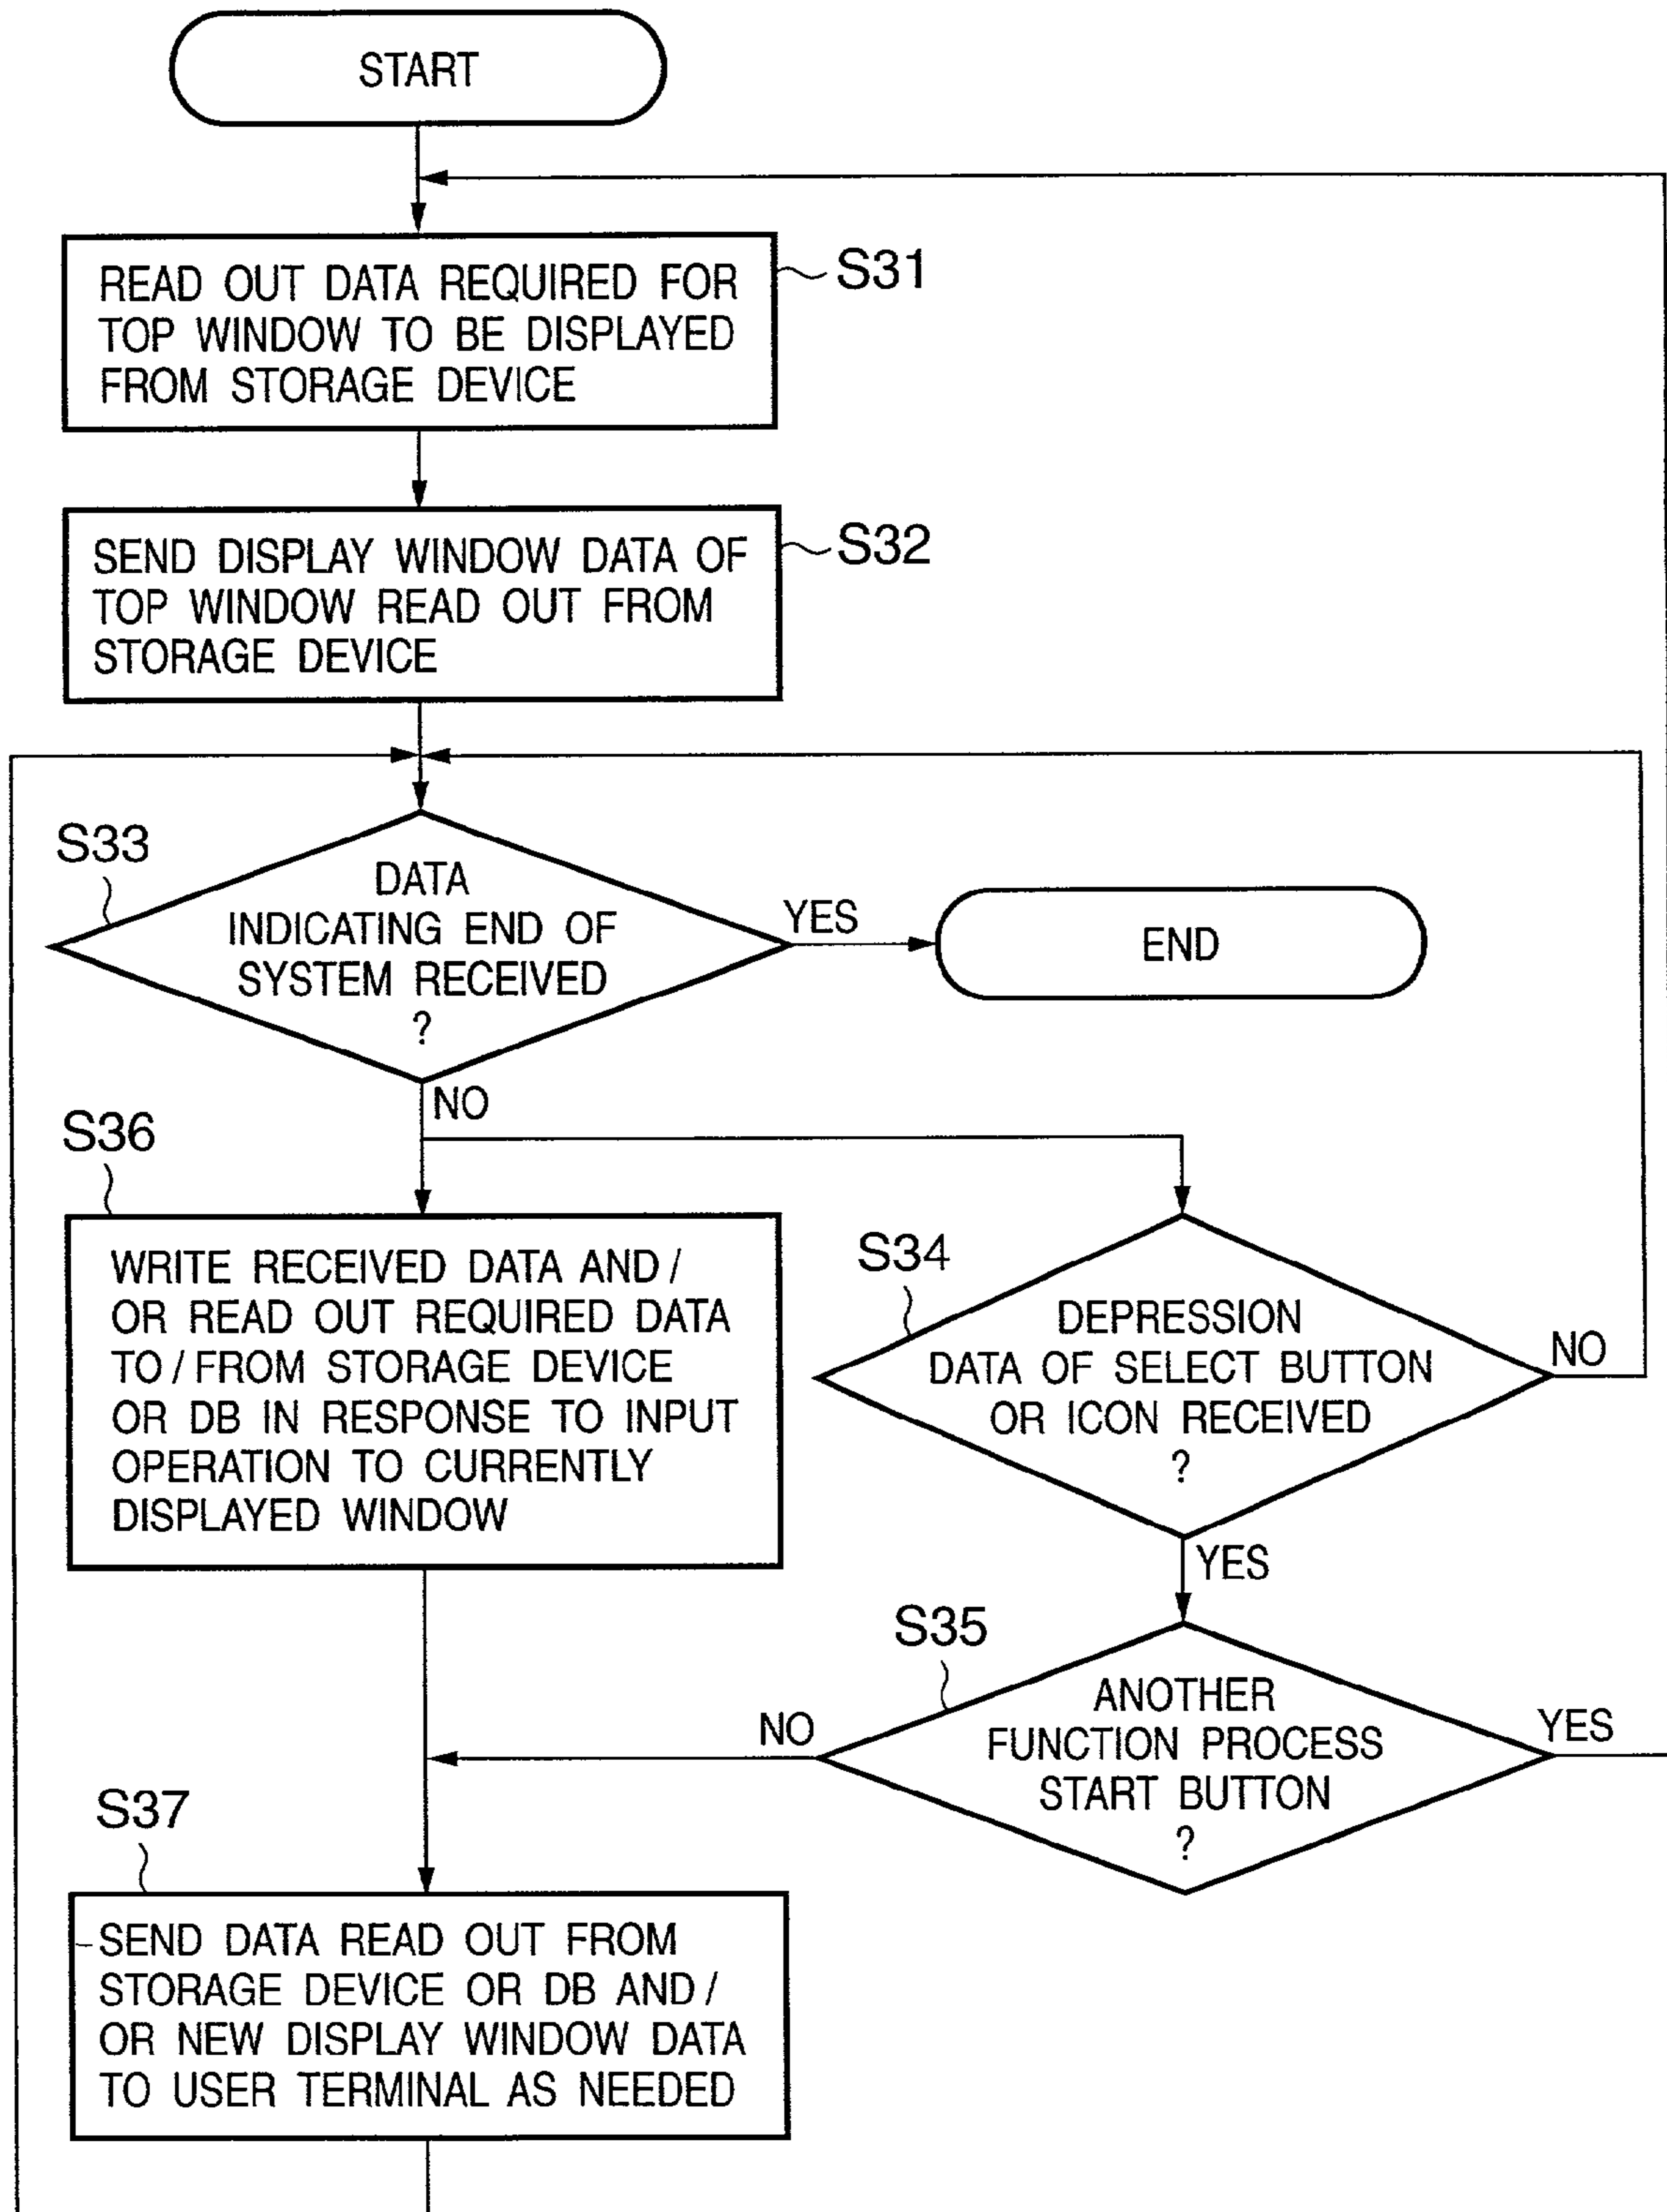 START
READ OUT DATA REQUIRED FOR
TOP WINDOW TO BE DISPLAYED
FROM STORAGE DEVICE
S31
SEND DISPLAY WINDOW DATA OF
TOP WINDOW READ OUT FROM
STORAGE DEVICE
S32
S33
DATA
INDICATING END OF
SYSTEM RECEIVED
?
YES
END
NO
S36
WRITE RECEIVED DATA AND /
OR READ OUT REQUIRED DATA
TO / FROM STORAGE DEVICE
OR DB IN RESPONSE TO INPUT
OPERATION TO CURRENTLY
DISPLAYED WINDOW
S34
DEPRESSION
DATA OF SELECT BUTTON
OR ICON RECEIVED
?
NO
YES
S35
ANOTHER
FUNCTION PROCESS
START BUTTON
?
NO
YES
S37
SEND DATA READ OUT FROM
STORAGE DEVICE OR DB AND /
OR NEW DISPLAY WINDOW DATA
TO USER TERMINAL AS NEEDED